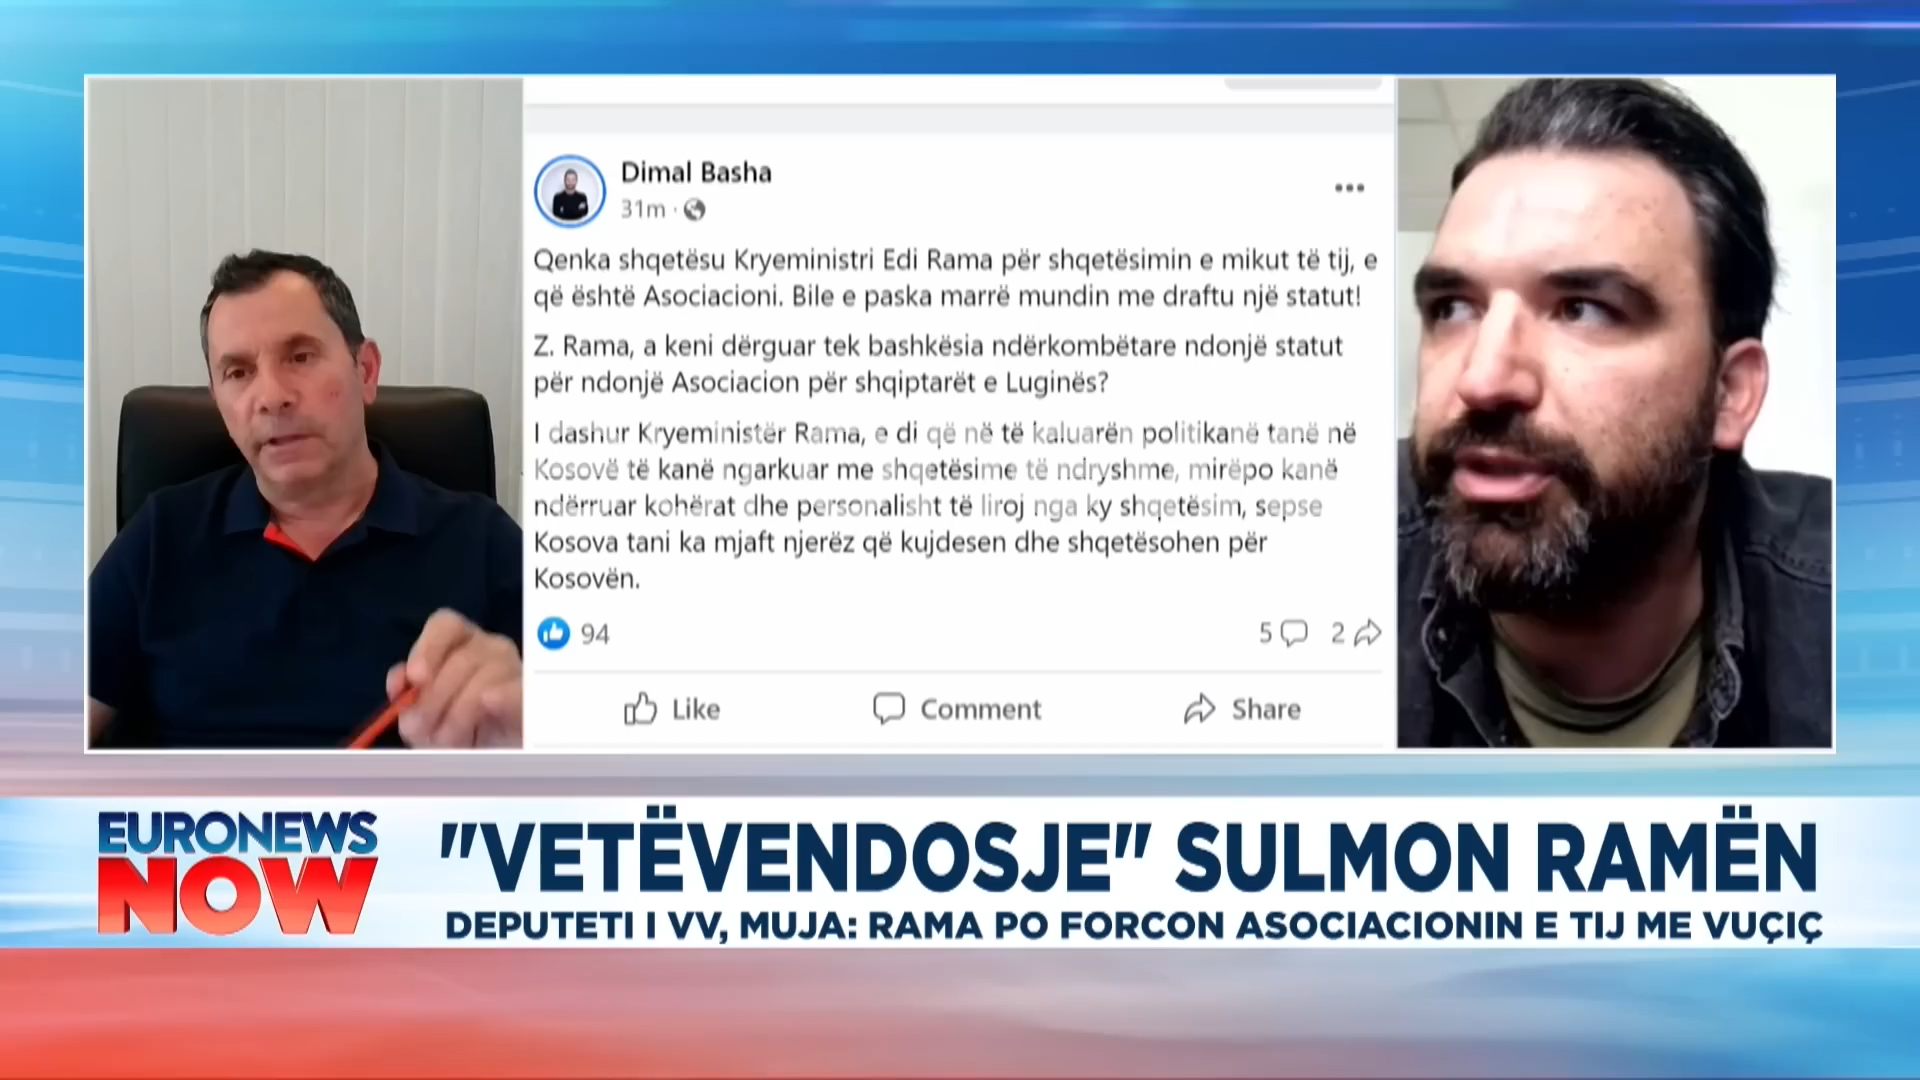 Dimal Basha
31m ·
Qenka shqetësu Kryeministri Edi Rama për shqetësimin e mikut të tij, e
që është Asociacioni. Bile e paska marrë mundin me draftu një statut!
Z. Rama, a keni dërguar tek bashkësia ndërkombëtare ndonjë statut
për ndonjë Asociacion për shqiptarët e Luginës?
I dashur Kryeministër Rama, e di që në të kaluarën politikanë tanë në
Kosovë të kanë ngarkuar me shqetësime të ndryshme, mirëpo kanë
ndërruar kohërat dhe personalisht të liroj nga ky shqetësim, sepse
Kosova tani ka mjaft njerëz që kujdesen dhe shqetësohen për
Kosovën.
94
5 2
Like Comment Share
EURONEWS
NOW
"VETËVENDOSJE" SULMON RAMËN
DEPUTETI I VV, MUJA: RAMA PO FORCON ASOCIACIONIN E TIJ ME VUÇIÇ